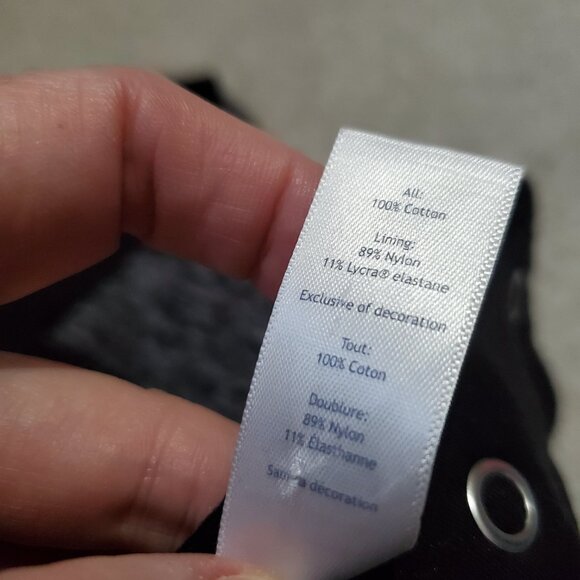 All:
100% Cotton
Lining:
89% Nylon
11% Lycra® elastane
Exclusive of decoration
Tout:
100% Coton
Doublure:
89% Nylon
11% Élasthanne
decoration